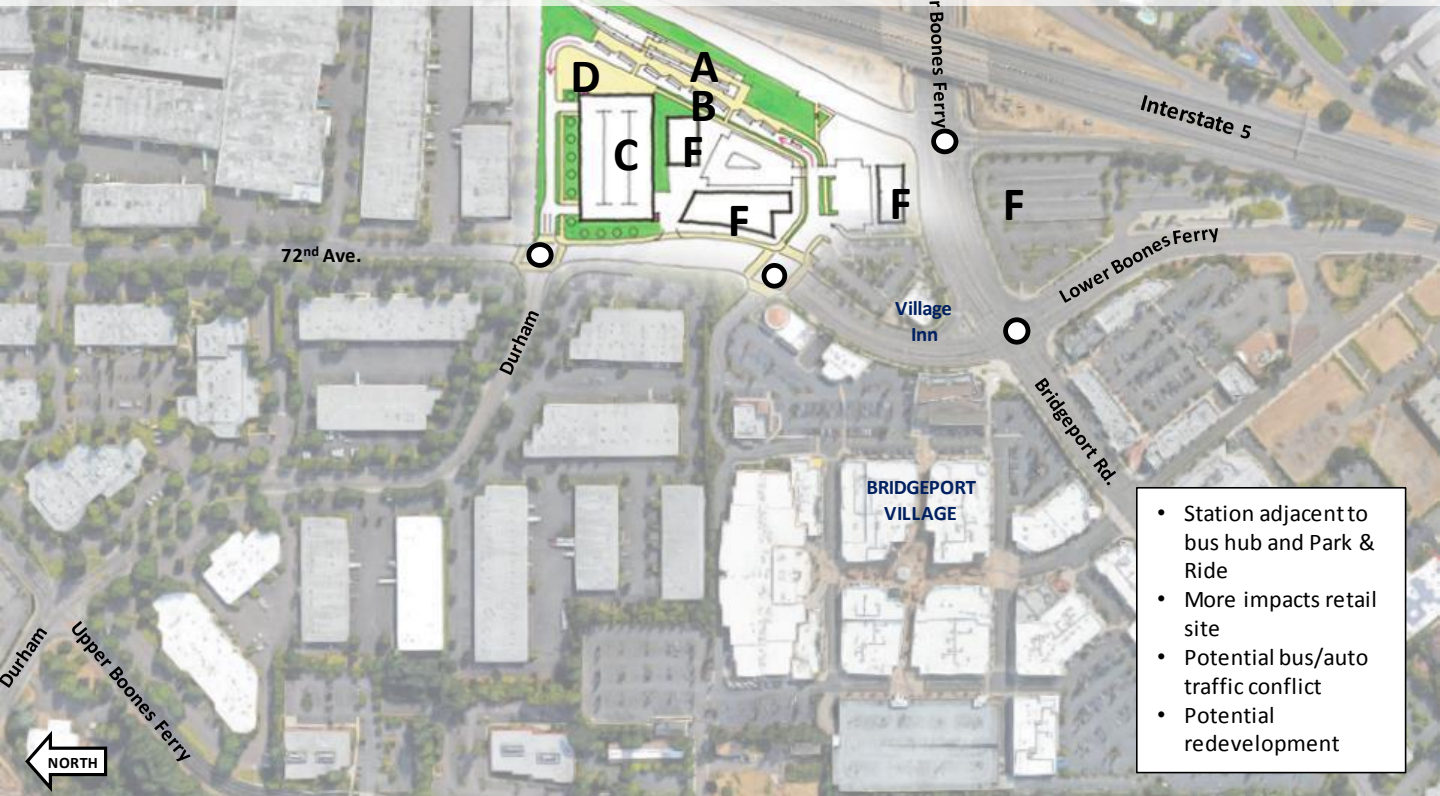 r Boones Ferry
Interstate 5
A
D
B
C
F
F
F
F
72nd Ave.
Lower Boones Ferry
Durham
Village
Inn
Bridgeport Rd.
BRIDGEPORT
VILLAGE
• Station adjacent to
bus hub and Park &
Ride
• More impacts retail
site
• Potential bus/auto
traffic conflict
• Potential
redevelopment
Durham
Upper Boones Ferry
NORTH